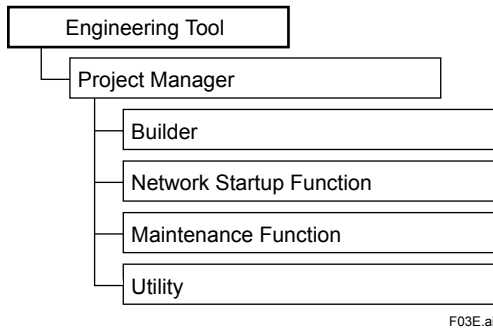 Engineering Tool
Project Manager
Builder
Network Startup Function
Maintenance Function
Utility
F03E.ai